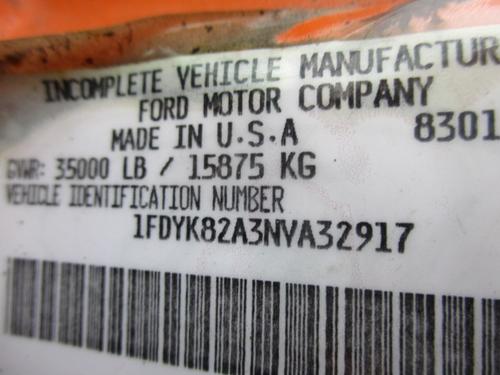 INCOMPLETE VEHICLE MANUFACTUR
FORD MOTOR COMPANY
MADE IN U.S.A 8301
GVWR: 35000 LB / 15875 KG
VEHICLE IDENTIFICATION NUMBER
1FDYK82A3NVA32917